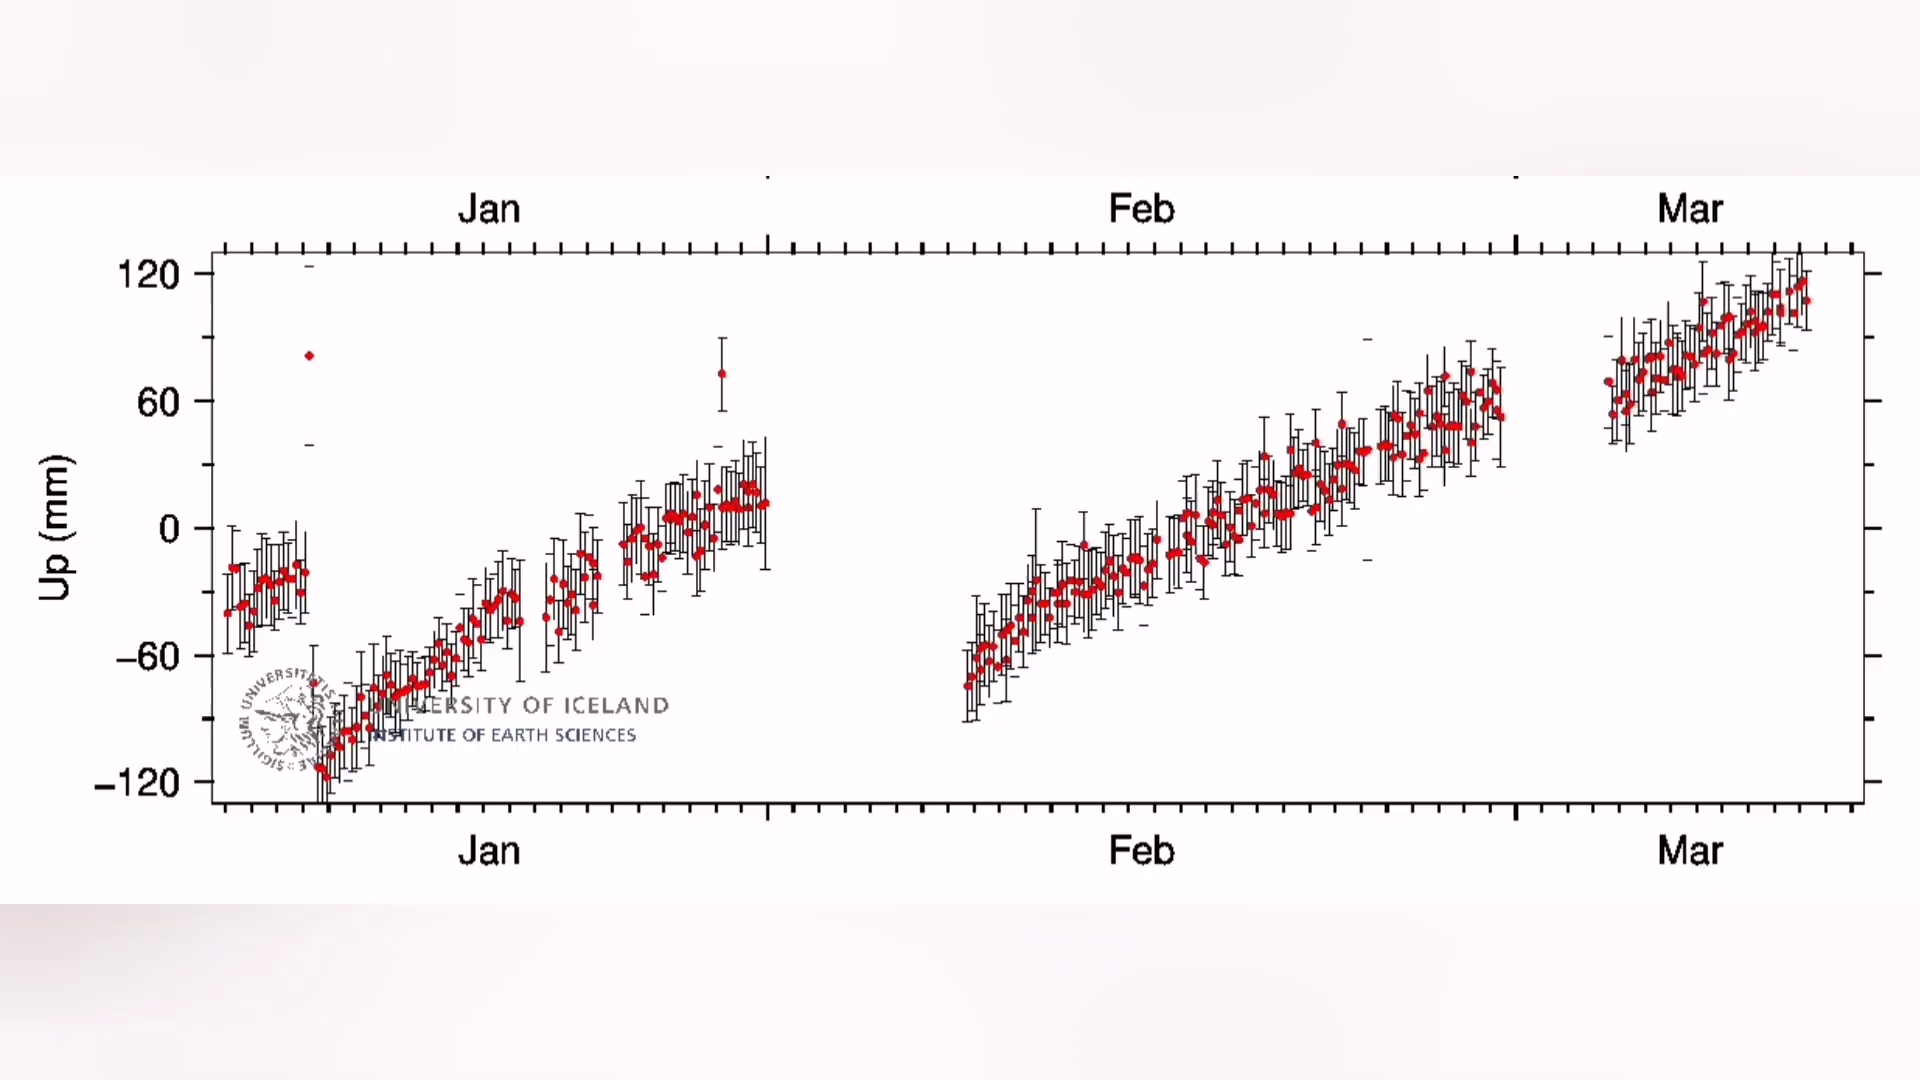 Jan Feb Mar
120
60
0
−60
−120
Up (mm)
UNIVERSITY OF ICELAND
INSTITUTE OF EARTH SCIENCES
Jan Feb Mar